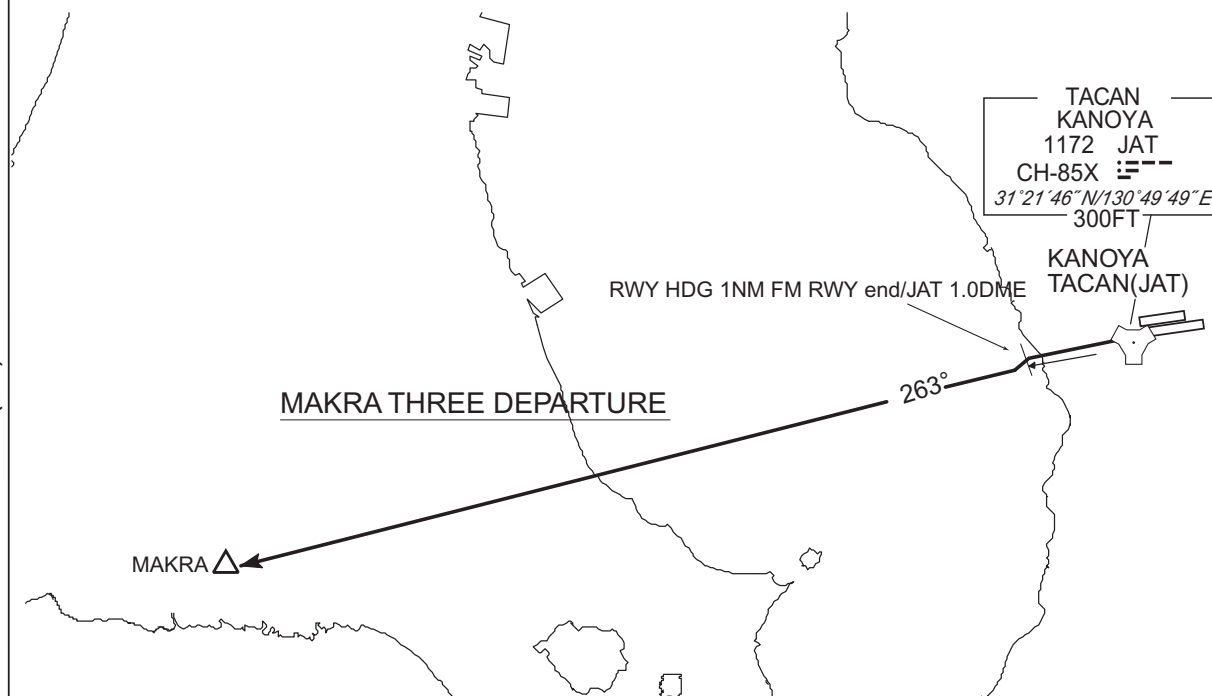 TACAN
KANOYA
1172 JAT
CH-85X
31°21´46˝N/130°49´49˝E
300FT
KANOYA
TACAN(JAT)
RWY HDG 1NM FM RWY end/JAT 1.0DME
263°
MAKRA THREE DEPARTURE
MAKRA